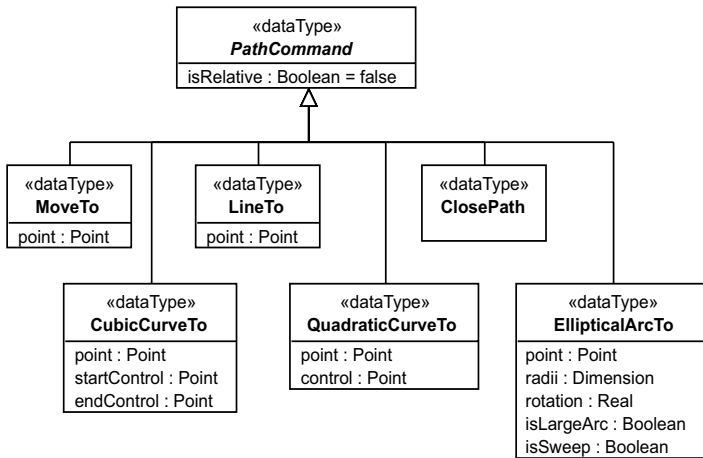 «dataType»
PathCommand
isRelative : Boolean = false
«dataType»
MoveTo
point : Point
«dataType»
LineTo
point : Point
«dataType»
ClosePath
«dataType»
CubicCurveTo
point : Point
startControl : Point
endControl : Point
«dataType»
QuadraticCurveTo
point : Point
control : Point
«dataType»
EllipticalArcTo
point : Point
radii : Dimension
rotation : Real
isLargeArc : Boolean
isSweep : Boolean